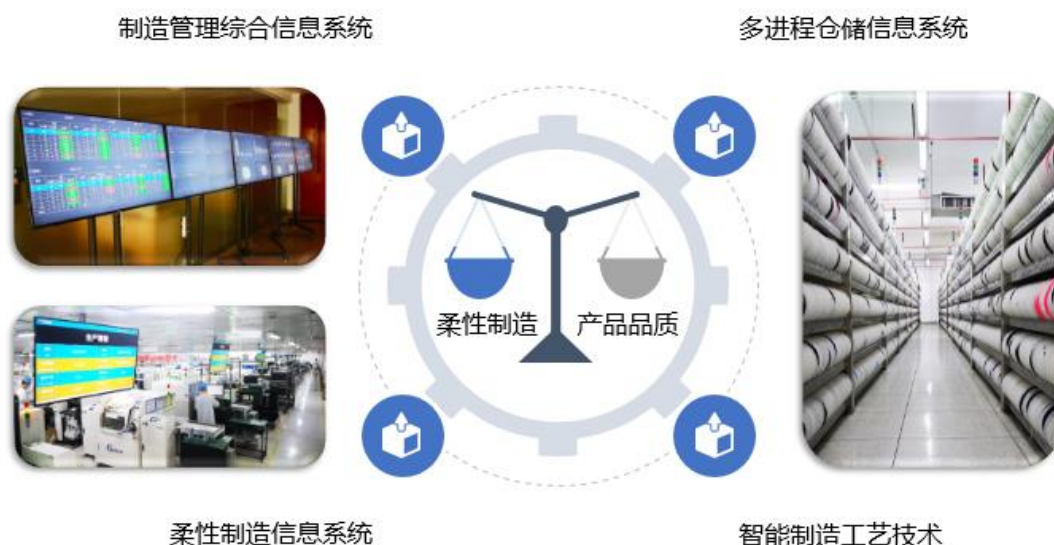 制造管理综合信息系统
多进程仓储信息系统
柔性制造
产品品质
柔性制造信息系统
智能制造工艺技术